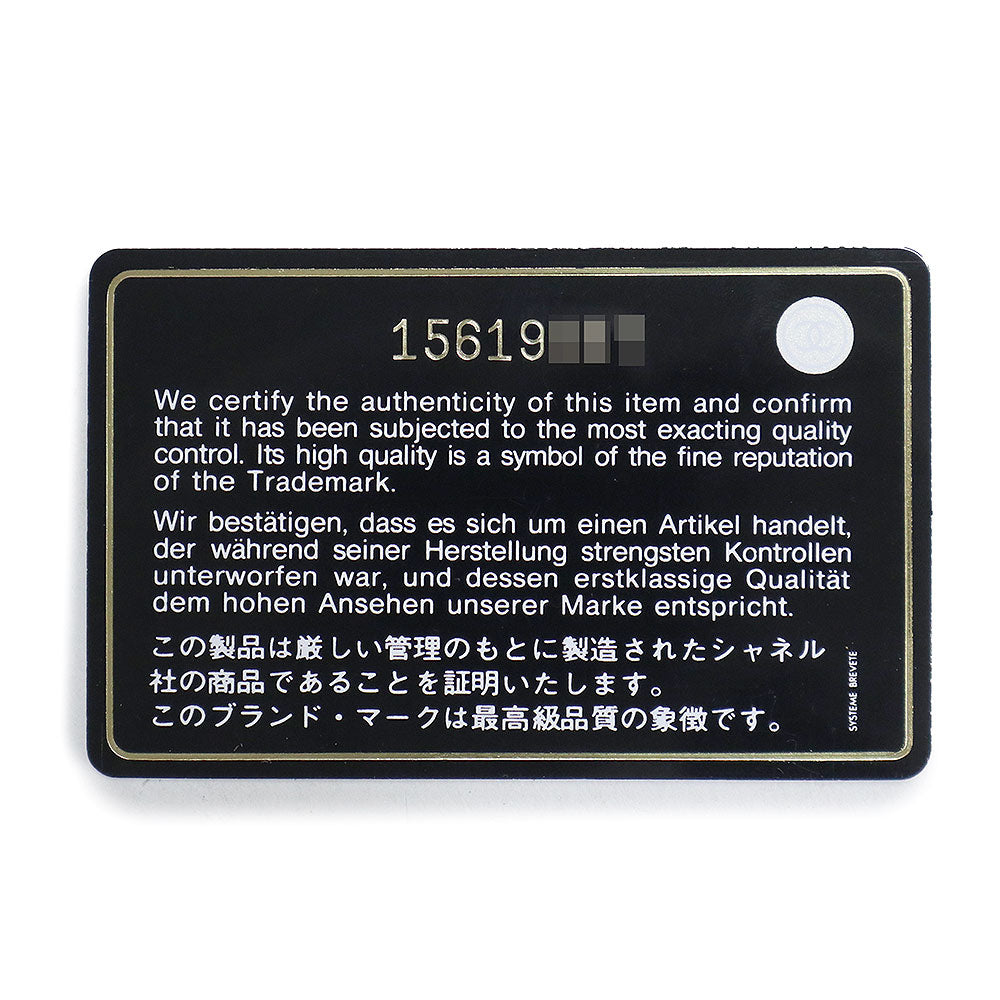 15619
We certify the authenticity of this item and confirm
that it has been subjected to the most exacting quality
control. Its high quality is a symbol of the fine reputation
of the Trademark.
Wir bestätigen, dass es sich um einen Artikel handelt,
der während seiner Herstellung strengsten Kontrollen
unterworfen war, und dessen erstklassige Qualität
dem hohen Ansehen unserer Marke entspricht.
この製品は厳しい管理のもとに製造されたシャネル
社の商品であることを証明いたします。
このブランド・マークは最高級品質の象徴です。
SYSTEME BREVETE